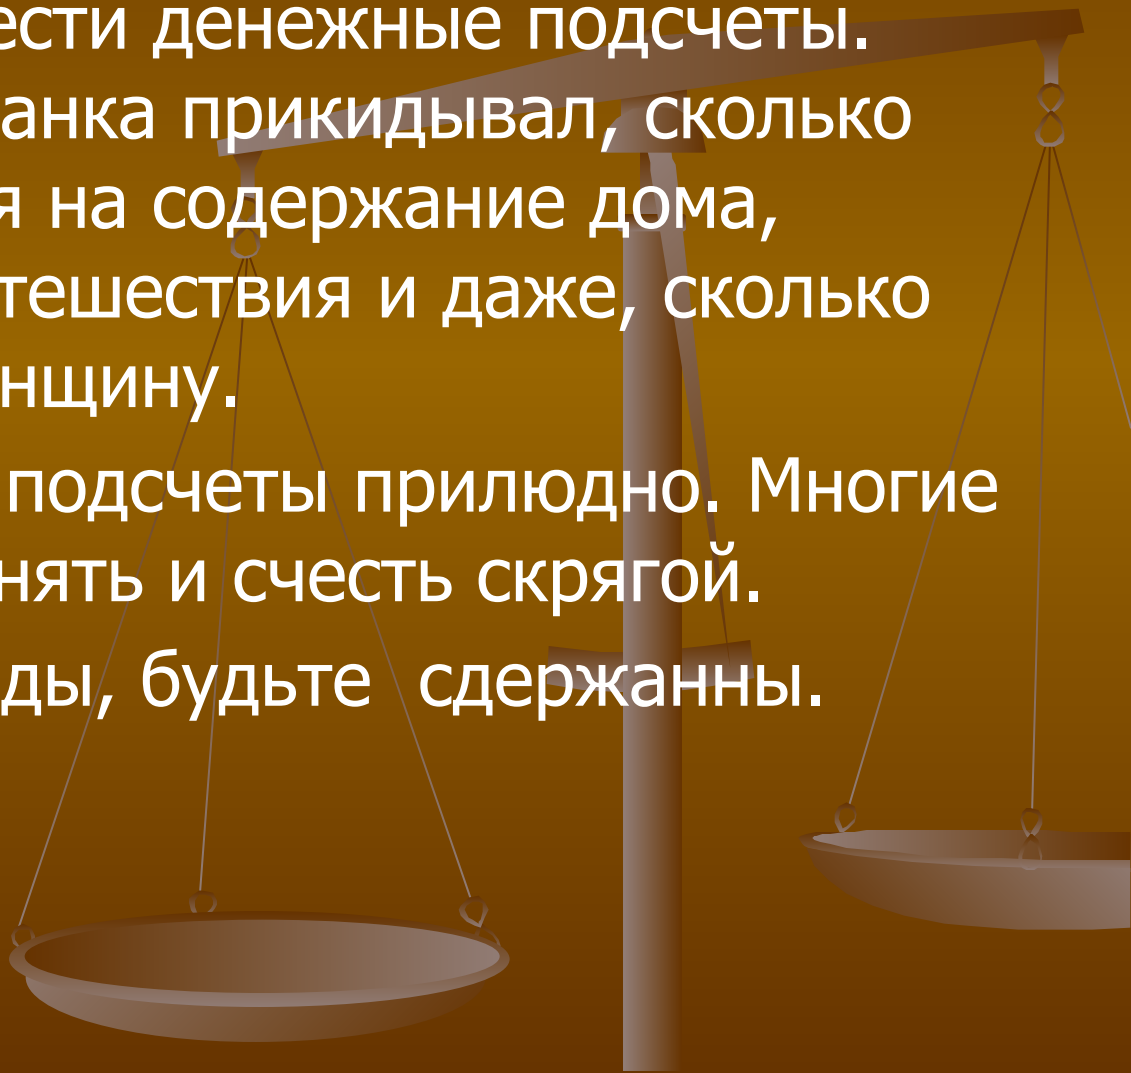 ести денежные подсчеты.
анка прикидывал, сколько
я на содержание дома,
тешествия и даже, сколько
нщину.
подсчеты прилюдно. Многие
нять и счесть скрягой.
ды, будьте  сдержанны.